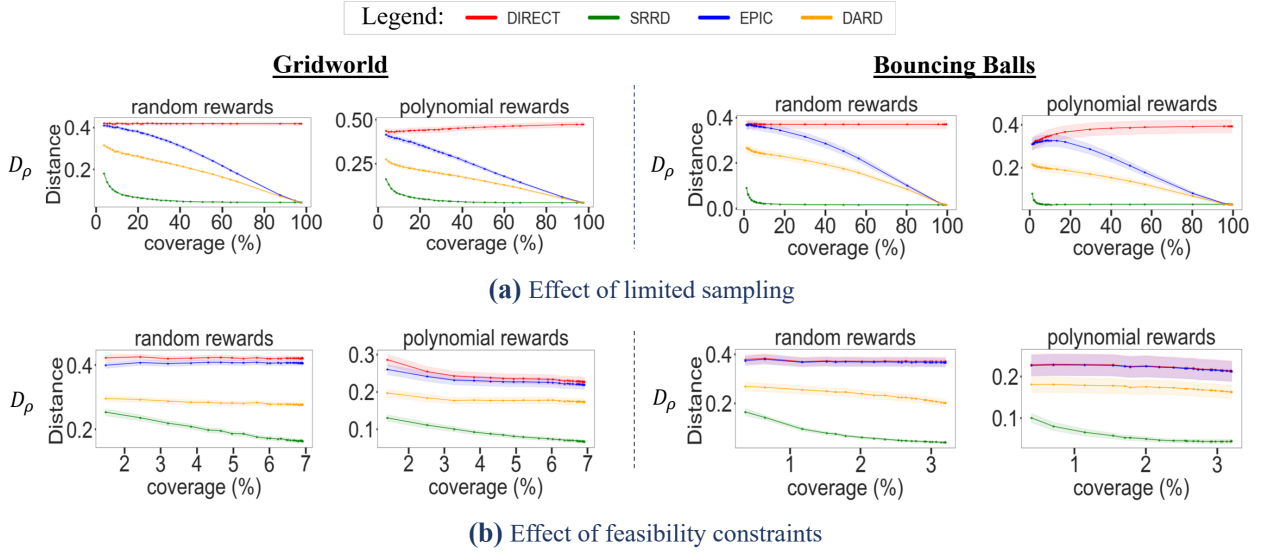 Legend: DIRECT SRRD EPIC DARD
Gridworld
Bouncing Balls
random rewards
D_ρ
Distance
0.4
0.2
0 20 40 60 80 100
coverage (%)
polynomial rewards
0.50
0.25
0 20 40 60 80 100
coverage (%)
random rewards
D_ρ
Distance
0.4
0.2
0.0
0 20 40 60 80 100
coverage (%)
polynomial rewards
0.4
0.2
0 20 40 60 80 100
coverage (%)
(a) Effect of limited sampling
random rewards
D_ρ
Distance
0.4
0.2
2 3 4 5 6 7
coverage (%)
polynomial rewards
0.3
0.2
0.1
2 3 4 5 6 7
coverage (%)
random rewards
D_ρ
Distance
0.4
0.2
1 2 3
coverage (%)
polynomial rewards
0.2
0.1
1 2 3
coverage (%)
(b) Effect of feasibility constraints